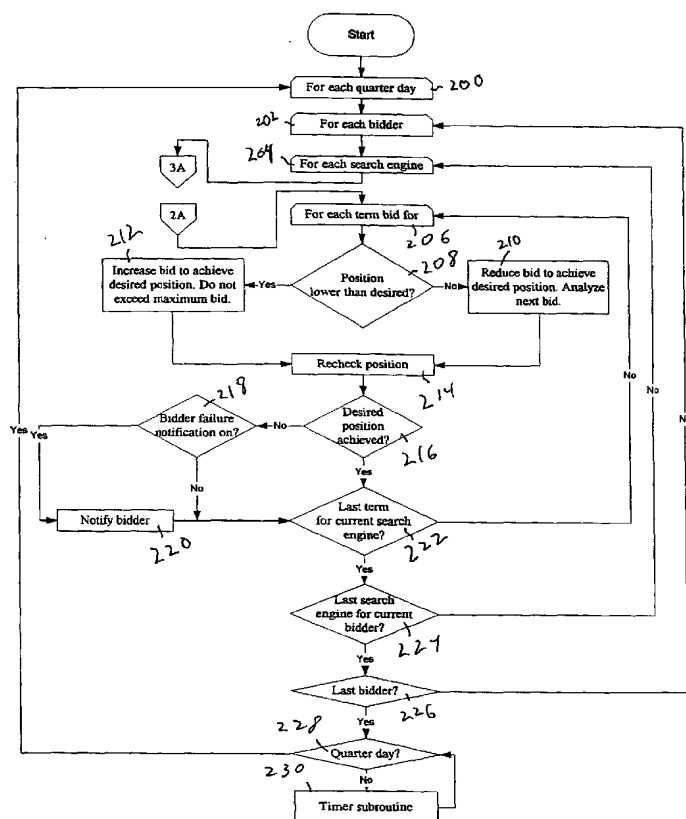 Start
For each quarter day
200
202
For each bidder
204
For each search engine
3A
2A
For each term bid for
206
212
Increase bid to achieve
desired position. Do not
exceed maximum bid.
Yes
Position
lower than desired?
208
No
210
Reduce bid to achieve
desired position. Analyze
next bid.
Recheck position
214
218
Bidder failure
notification on?
No
Desired
position
achieved?
216
No
No
N
Yes
Yes
No
Yes
Notify bidder
220
Last term
for current search
engine?
222
Yes
Last search
engine for current
bidder?
224
Yes
Last bidder?
226
Yes
228
Quarter day?
230
No
Timer subroutine